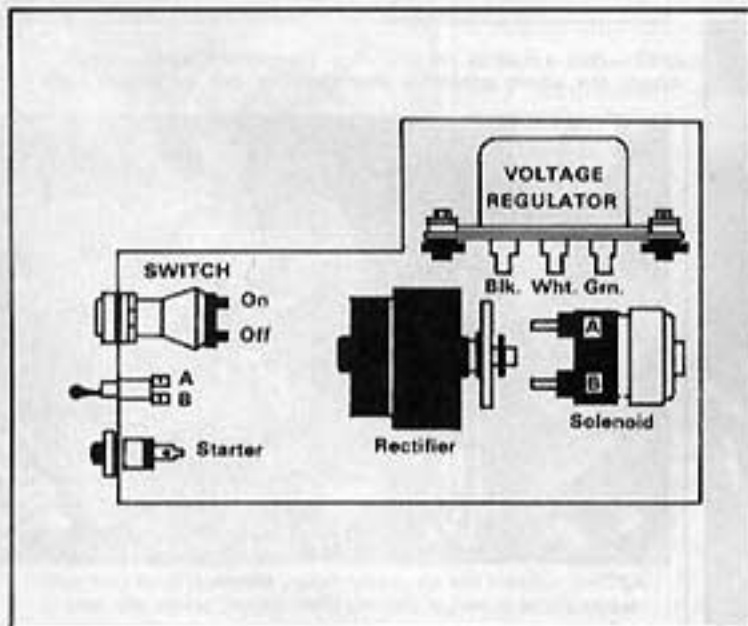 VOLTAGE
REGULATOR
SWITCH
Blk. Wht. Grn.
On
Off
A
B
A
B
Starter
Rectifier
Solenoid